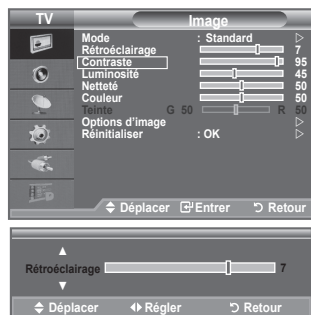 TV Image
Mode : Standard
Rétroéclairage 7
Contraste 95
Luminosité 45
Netteté 50
Couleur 50
Teinte G 50 R 50
Options d'image
Réinitialiser : OK
Déplacer Entrer Retour
Rétroéclairage 7
Déplacer Régler Retour